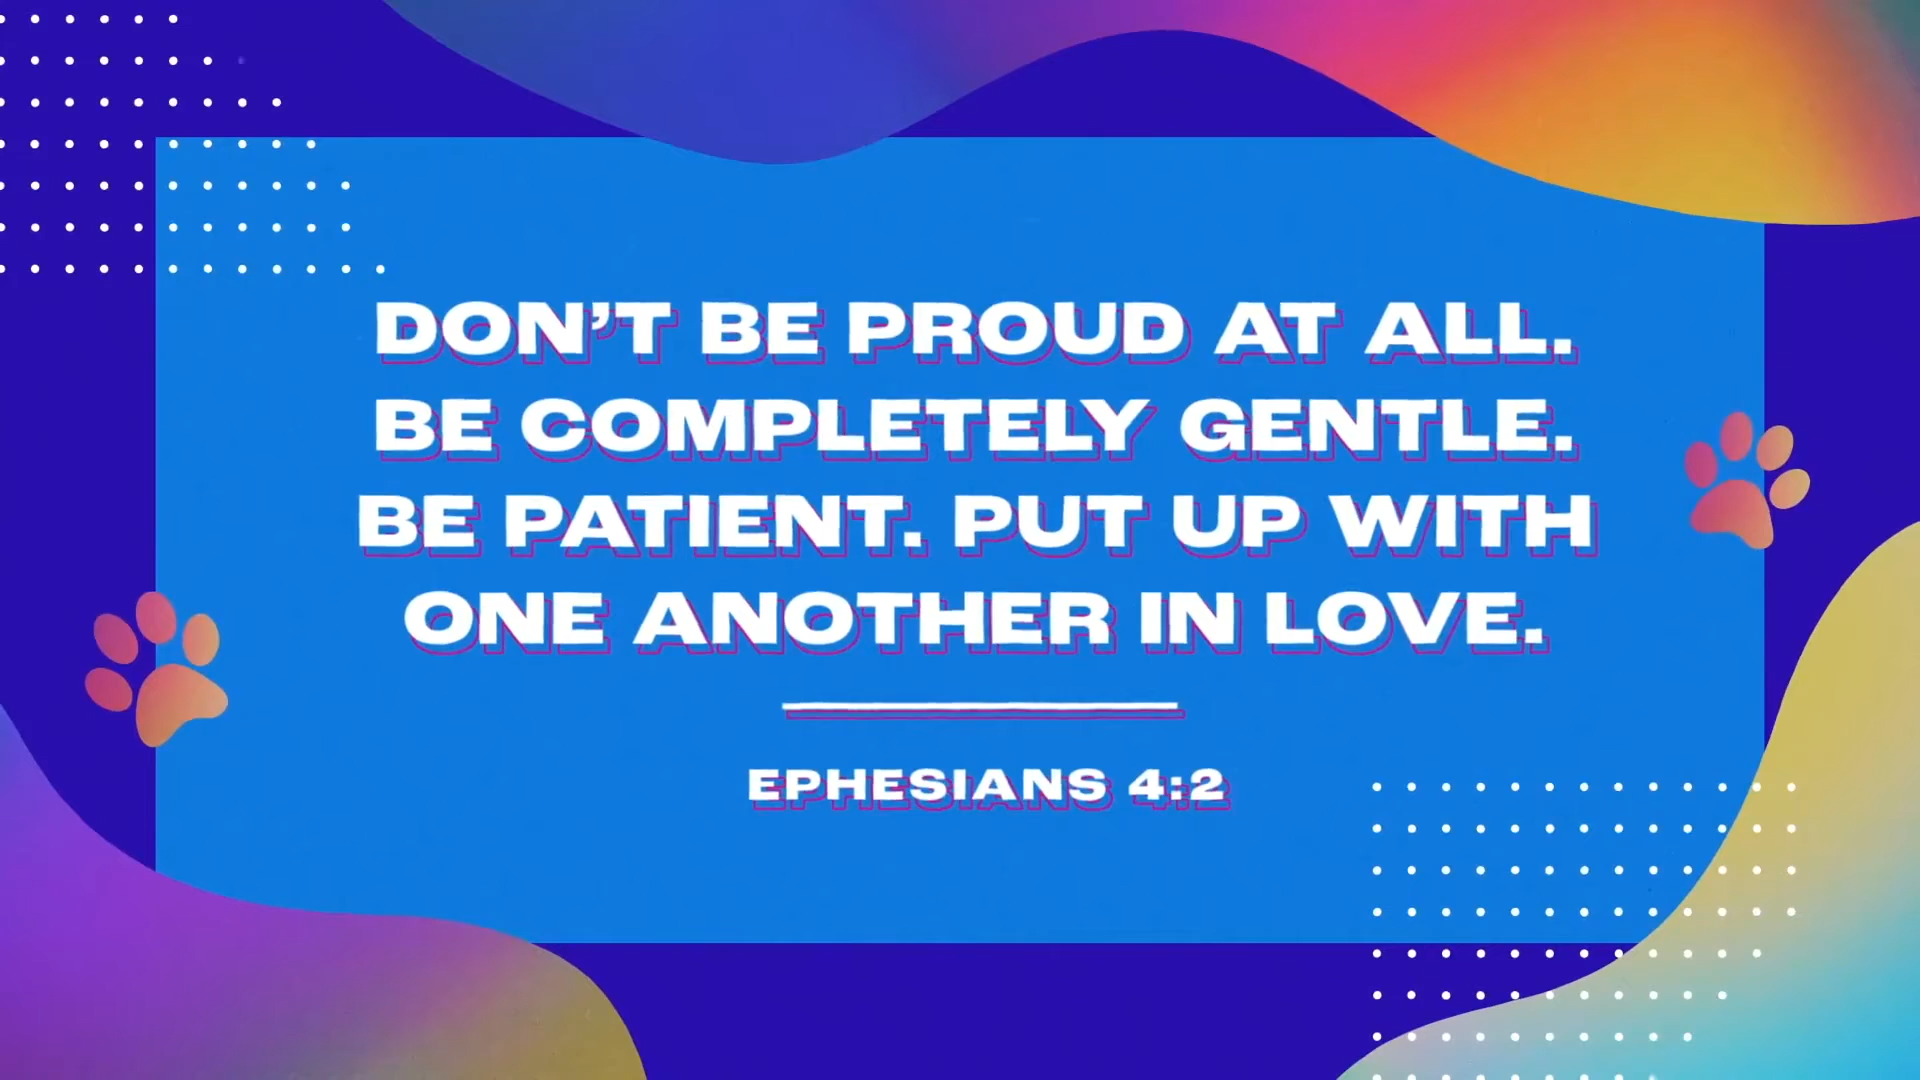 DON'T BE PROUD AT ALL.
BE COMPLETELY GENTLE.
BE PATIENT. PUT UP WITH
ONE ANOTHER IN LOVE.
EPHESIANS 4:2